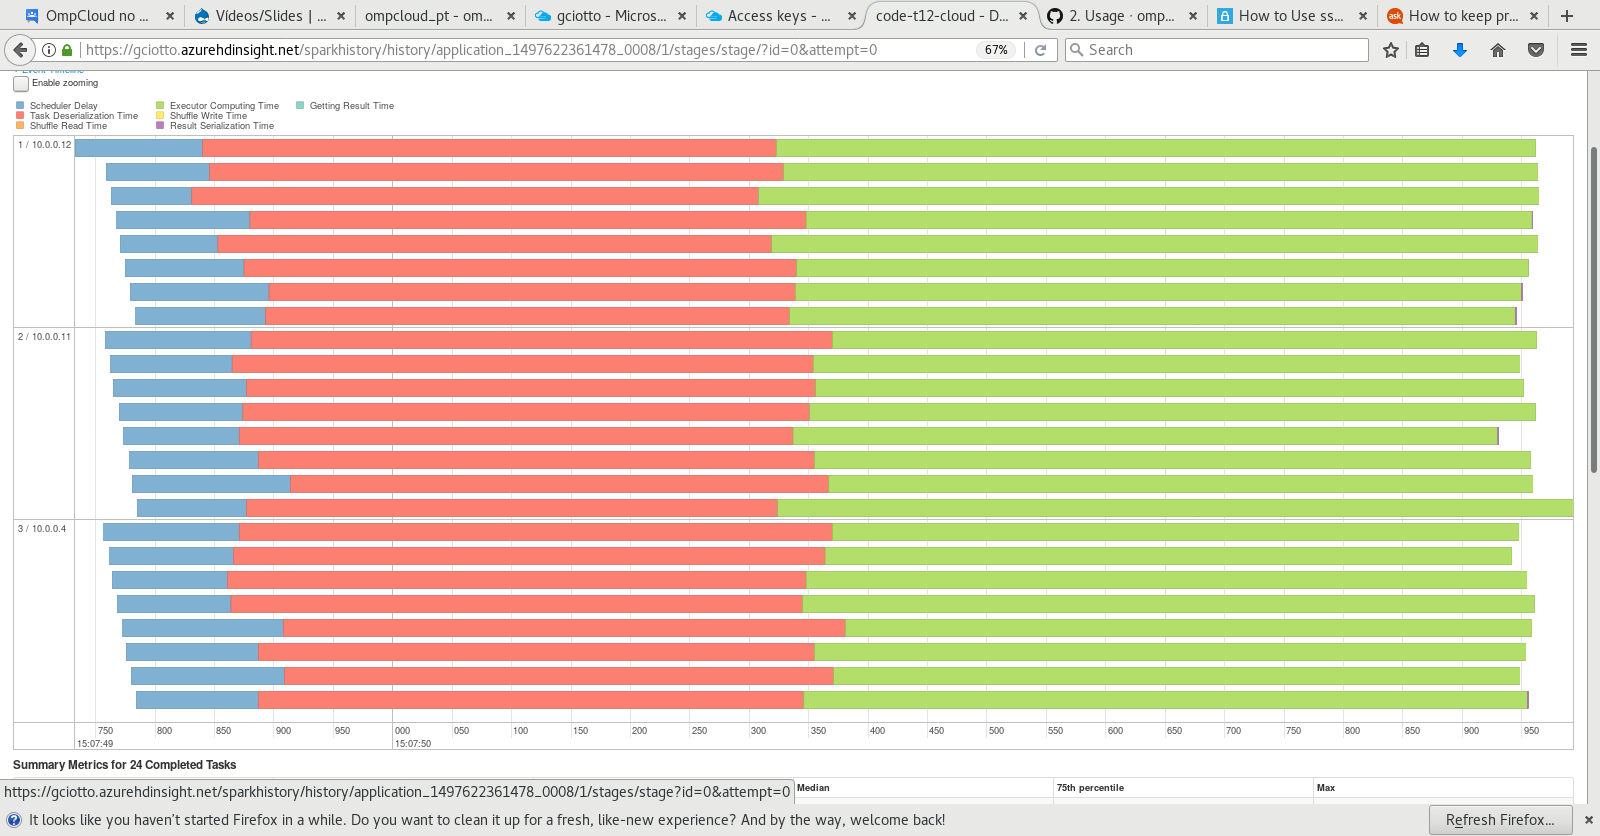 OmpCloud no ...
Vídeos/Slides | ...
ompcloud_pt - om...
gciotto - Micros...
Access keys - ...
code-t12-cloud - D...
2. Usage · omp...
How to Use ss...
ask
How to keep pr...
https://gciotto.azurehdinsight.net/sparkhistory/history/application_1497622361478_0008/1/stages/stage/?id=0&attempt=0
67%
Search
Event Timeline
Enable zooming
Scheduler Delay
Executor Computing Time
Getting Result Time
Task Deserialization Time
Shuffle Write Time
Shuffle Read Time
Result Serialization Time
1 / 10.0.0.12
2 / 10.0.0.11
3 / 10.0.0.4
750 800 850 900 950 000 050 100 150 200 250 300 350 400 450 500 550 600 650 700 750 800 850 900 950
15:07:49 15:07:50
Summary Metrics for 24 Completed Tasks
Median 75th percentile Max
https://gciotto.azurehdinsight.net/sparkhistory/history/application_1497622361478_0008/1/stages/stage?id=0&attempt=0
It looks like you haven't started Firefox in a while. Do you want to clean it up for a fresh, like-new experience? And by the way, welcome back!
Refresh Firefox...